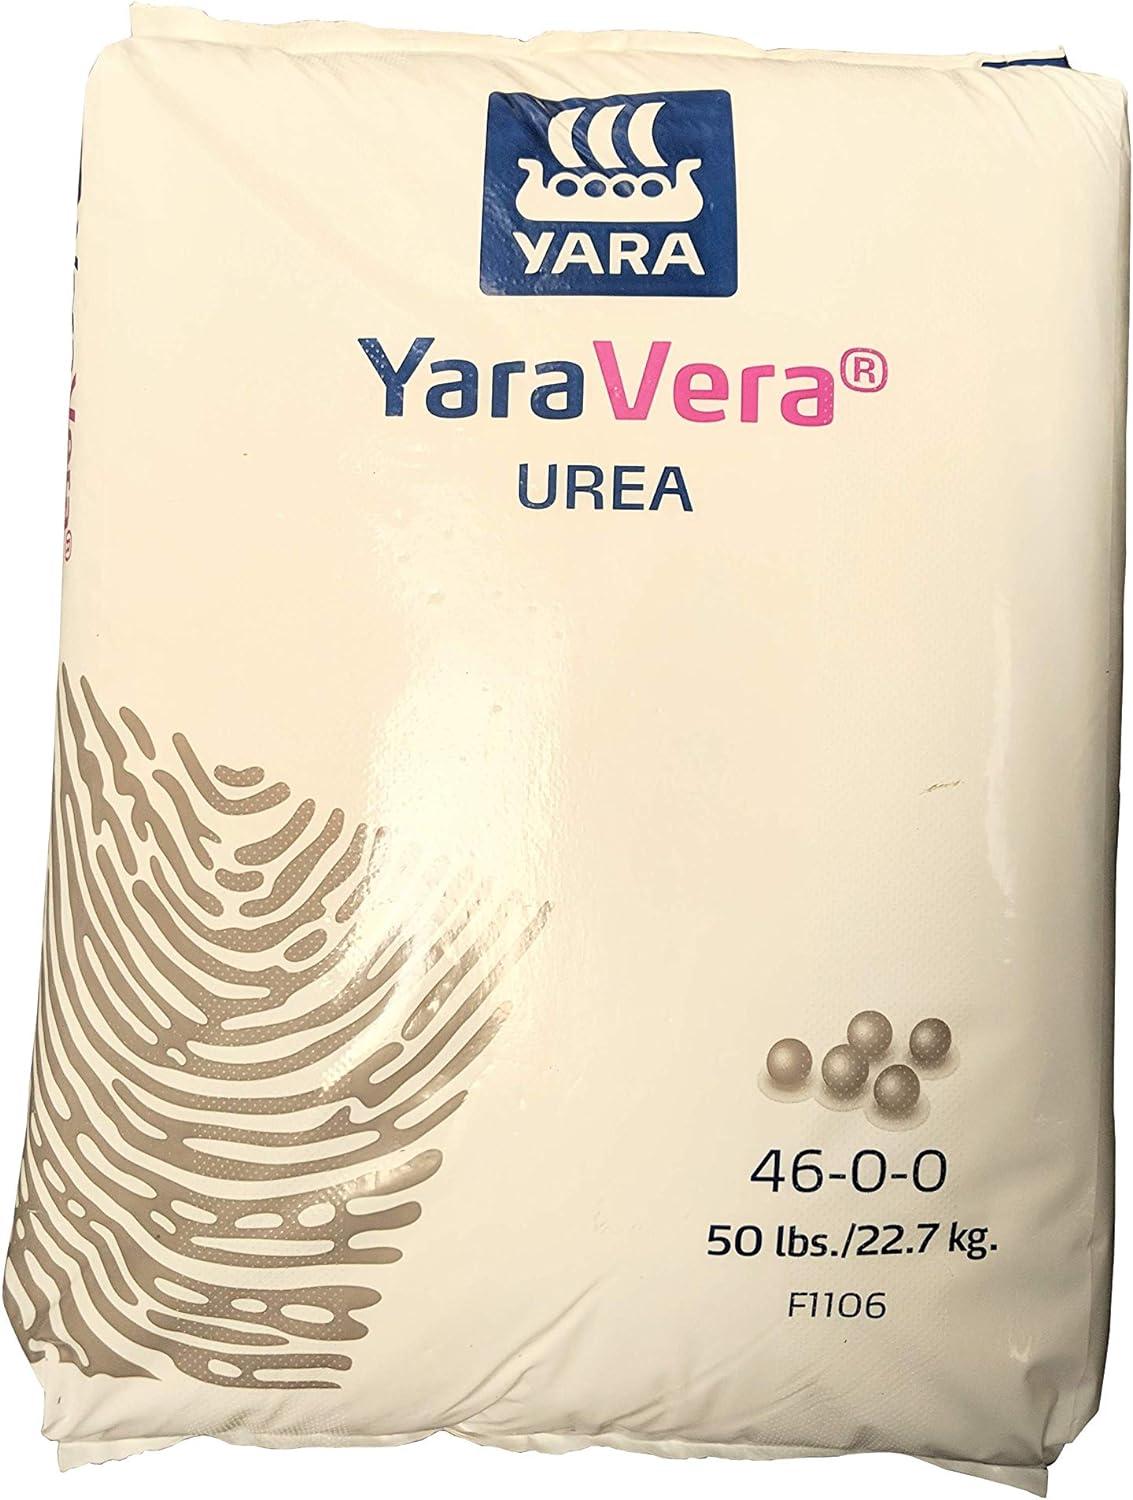 YARA
YaraVera®
UREA
46-0-0
50 lbs./22.7 kg.
F1106